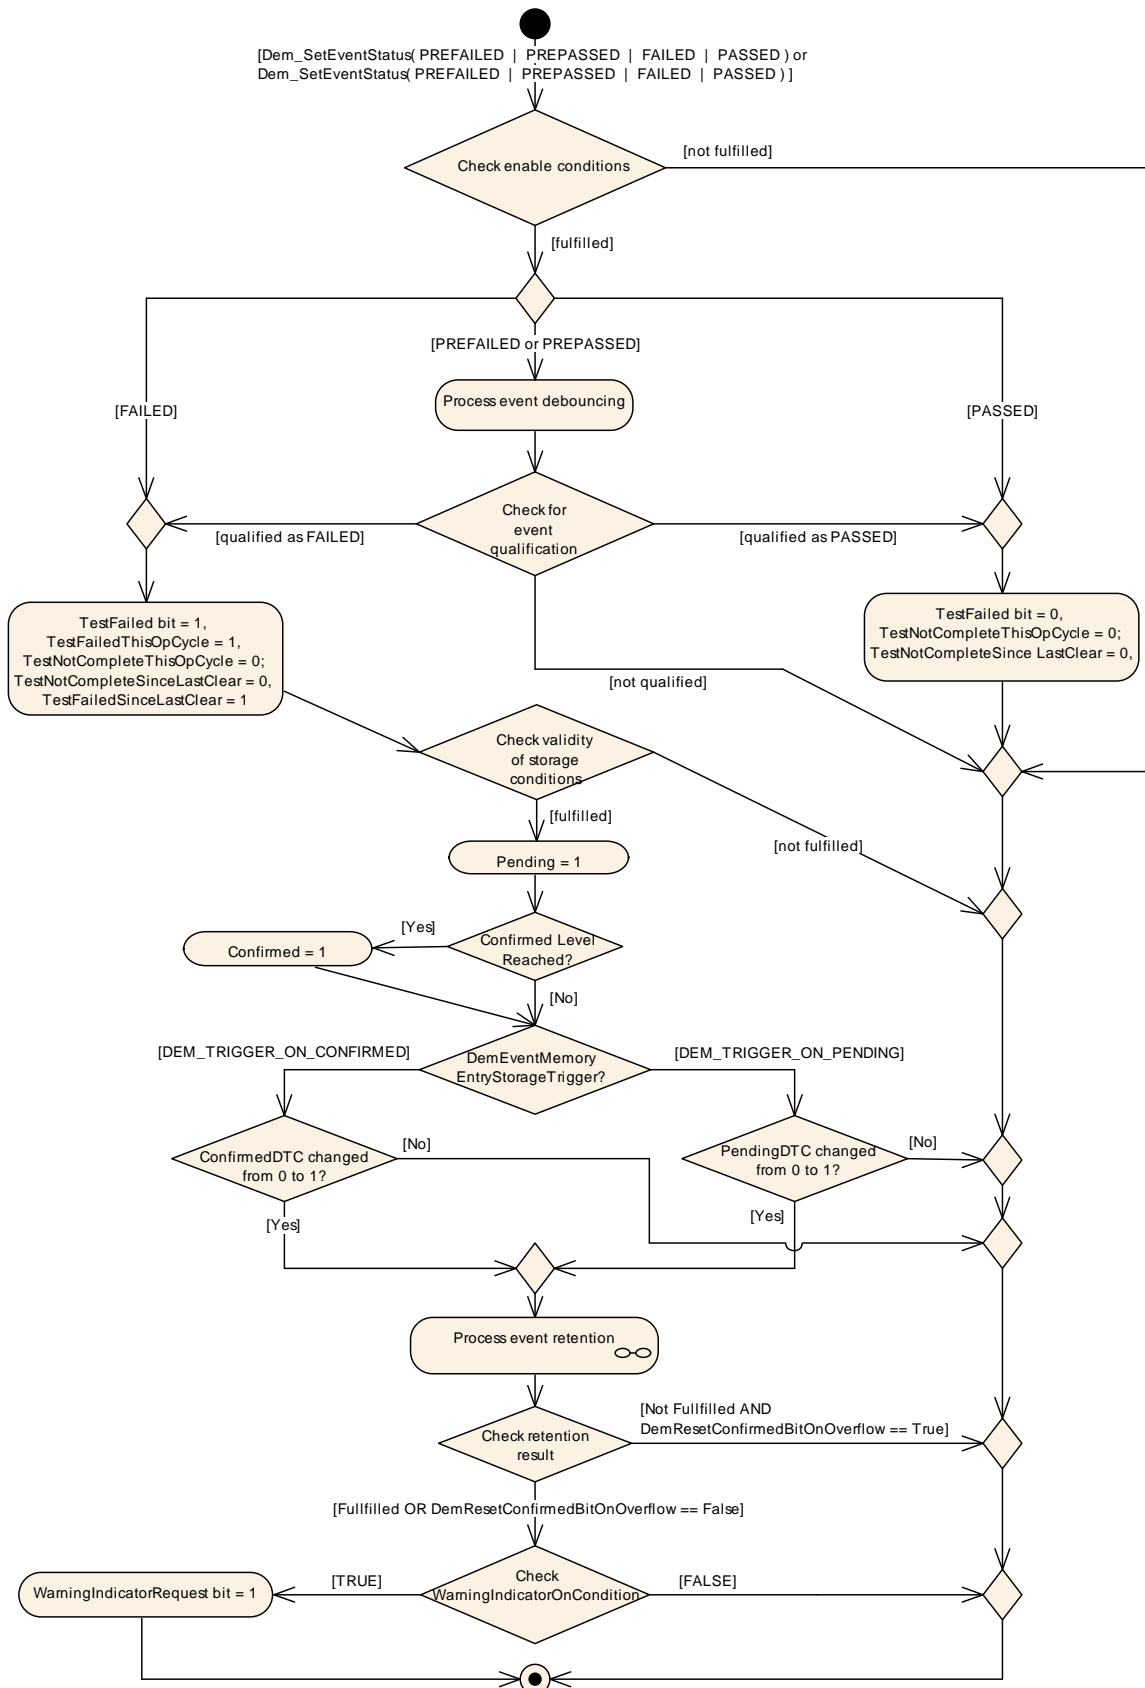 [Dem_SetEventStatus( PREFAILED | PREPASSED | FAILED | PASSED ) or
Dem_SetEventStatus( PREFAILED | PREPASSED | FAILED | PASSED ) ]
Check enable conditions
[not fulfilled]
[fulfilled]
[PREFAILED or PREPASSED]
Process event debouncing
[FAILED]
[PASSED]
Check for
event
qualification
[qualified as FAILED]
[qualified as PASSED]
TestFailed bit = 1,
TestFailedThisOpCycle = 1,
TestNotCompleteThisOpCycle = 0;
TestNotCompleteSinceLastClear = 0,
TestFailedSinceLastClear = 1
TestFailed bit = 0,
TestNotCompleteThisOpCycle = 0;
TestNotCompleteSince LastClear = 0,
[not qualified]
Check validity
of storage
conditions
[fulfilled]
[not fulfilled]
Pending = 1
[Yes]
Confirmed Level
Reached?
Confirmed = 1
[No]
[DEM_TRIGGER_ON_CONFIRMED]
DemEventMemory
EntryStorageTrigger?
[DEM_TRIGGER_ON_PENDING]
ConfirmedDTC changed
from 0 to 1?
[No]
PendingDTC changed
from 0 to 1?
[No]
[Yes]
[Yes]
Process event retention
[Not Fullfilled AND
DemResetConfirmedBitOnOverflow == True]
Check retention
result
[Fullfilled OR DemResetConfirmedBitOnOverflow == False]
Check
WarningIndicatorOnCondition
[TRUE]
[FALSE]
WarningIndicatorRequest bit = 1